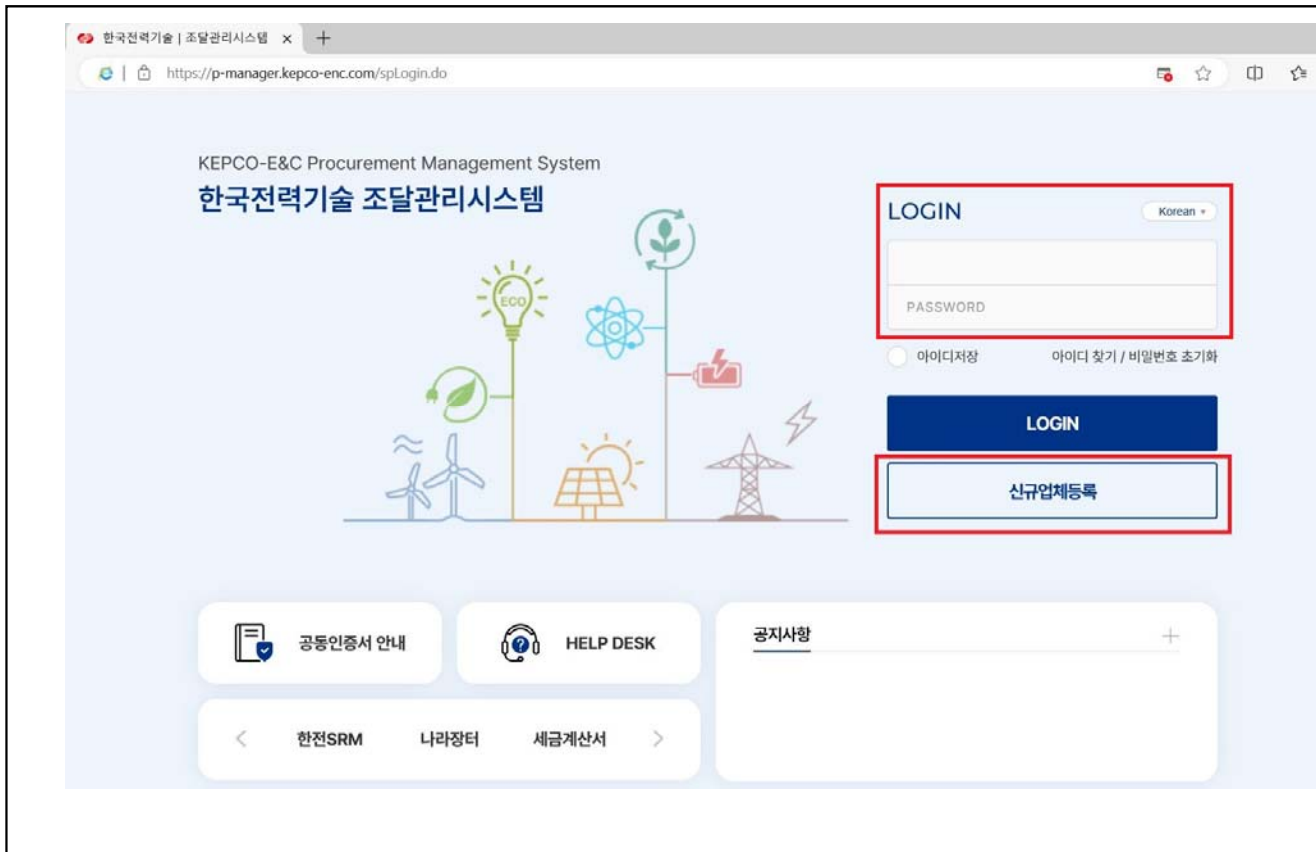 한국전력기술 | 조달관리시스템
https://p-manager.kepco-enc.com/spLogin.do
KEPCO-E&C Procurement Management System
한국전력기술 조달관리시스템
ECO
LOGIN
Korean
PASSWORD
아이디저장
아이디 찾기 / 비밀번호 초기화
LOGIN
신규업체등록
공동인증서 안내
HELP DESK
공지사항
한전SRM
나라장터
세금계산서